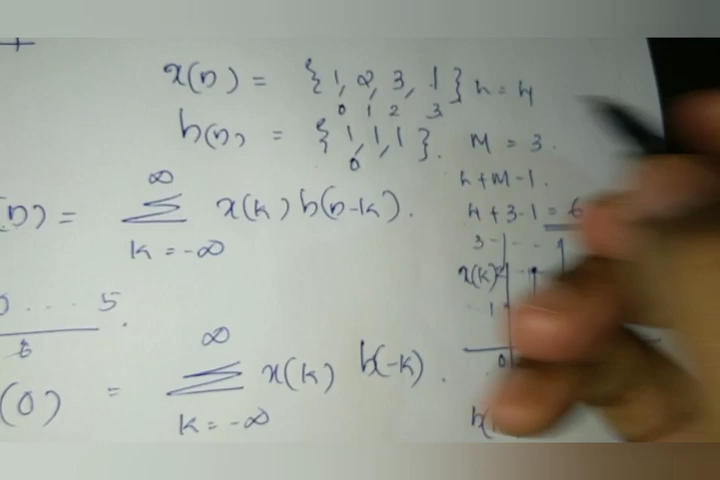 x(n) = {1, 2, 3, 1} L = 4
0 1 2 3
h(n) = {1, 1, 1}. M = 3.
0
L+M-1.
(n) = ∞ Σ k=-∞ x(k) h(n-k).
4+3-1 = 6
3
x(k) 2
1
0
0 . . . . 5.
6
(0) = ∞ Σ k=-∞ x(k) h(-k).
h(